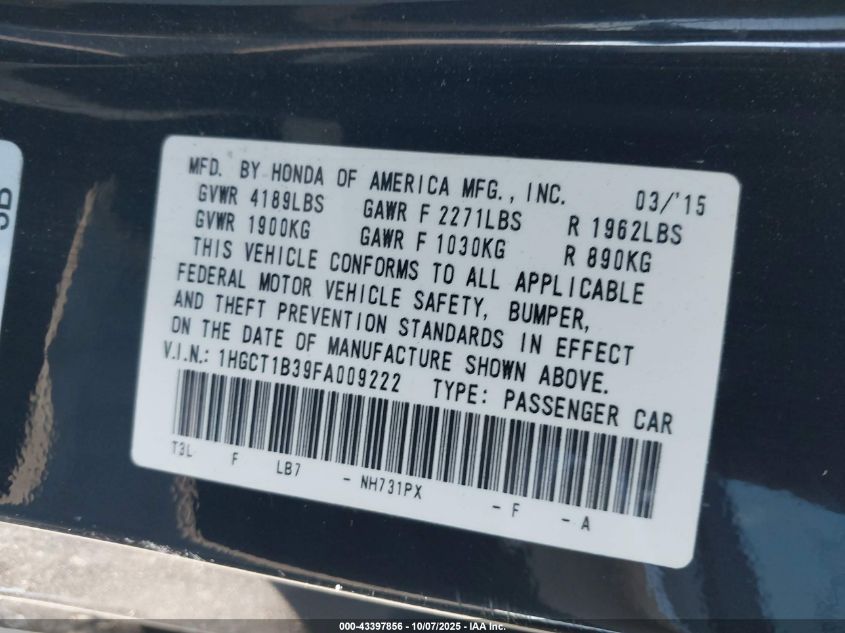 MFD. BY HONDA OF AMERICA MFG., INC. 03/'15
GVWR 4189LBS GAWR F 2271LBS R 1962LBS
GVWR 1900KG GAWR F 1030KG R 890KG
THIS VEHICLE CONFORMS TO ALL APPLICABLE
FEDERAL MOTOR VEHICLE SAFETY, BUMPER,
AND THEFT PREVENTION STANDARDS IN EFFECT
ON THE DATE OF MANUFACTURE SHOWN ABOVE.
V.I.N.: 1HGCT1B39FA009222 TYPE: PASSENGER CAR
T3L F LB7 - NH731PX - F - A
000-43397856 - 10/07/2025 - IAA, Inc.